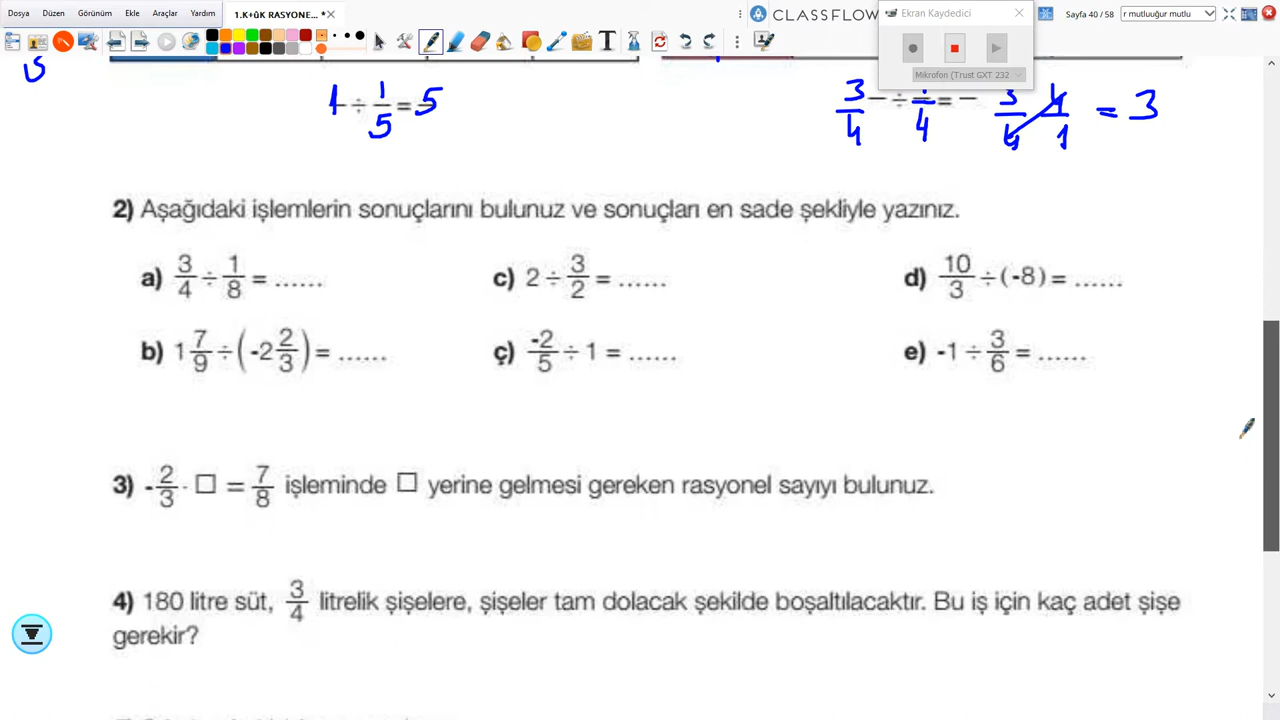 Dosya Düzen Görünüm Ekle Araçlar Yardım
1.K+ûK RASYONE... *
CLASSFLOW
Ekran Kaydedici
Sayfa 40 / 58
r mutluuğur mutlu
Mikrofon (Trust GXT 232
5
1 ÷ 1/5 = 5
3/4 ÷ 1/4 = 3/4 4/1 = 3
2) Aşağıdaki işlemlerin sonuçlarını bulunuz ve sonuçları en sade şekliyle yazınız.
a) 3/4 ÷ 1/8 = ......
c) 2 ÷ 3/2 = ......
d) 10/3 ÷ (-8) = ......
b) 1 7/9 ÷ (-2 2/3) = ......
ç) -2/5 ÷ 1 = ......
e) -1 ÷ 3/6 = ......
3) -2/3 · □ = 7/8 işleminde □ yerine gelmesi gereken rasyonel sayıyı bulunuz.
4) 180 litre süt, 3/4 litrelik şişelere, şişeler tam dolacak şekilde boşaltılacaktır. Bu iş için kaç adet şişe
gerekir?